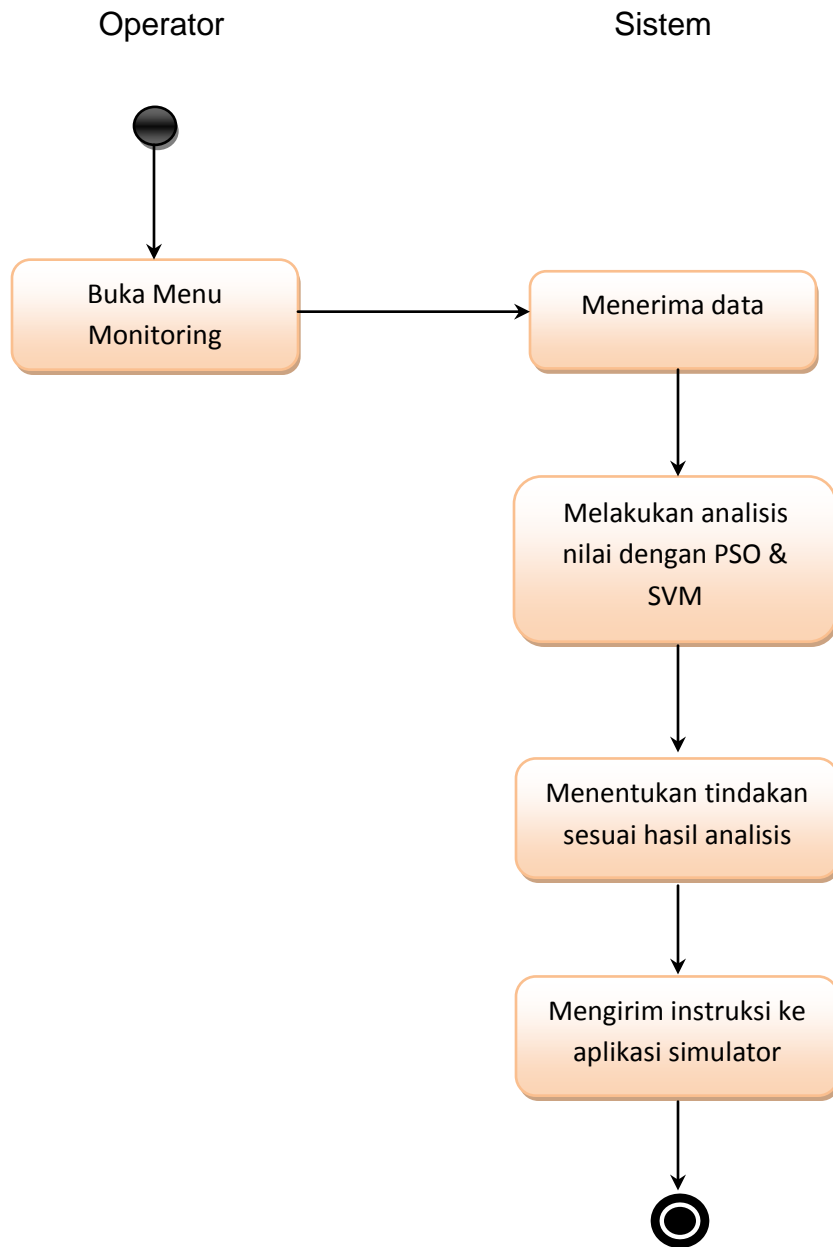 Operator
Sistem
Buka Menu
Monitoring
Menerima data
Melakukan analisis
nilai dengan PSO &
SVM
Menentukan tindakan
sesuai hasil analisis
Mengirim instruksi ke
aplikasi simulator